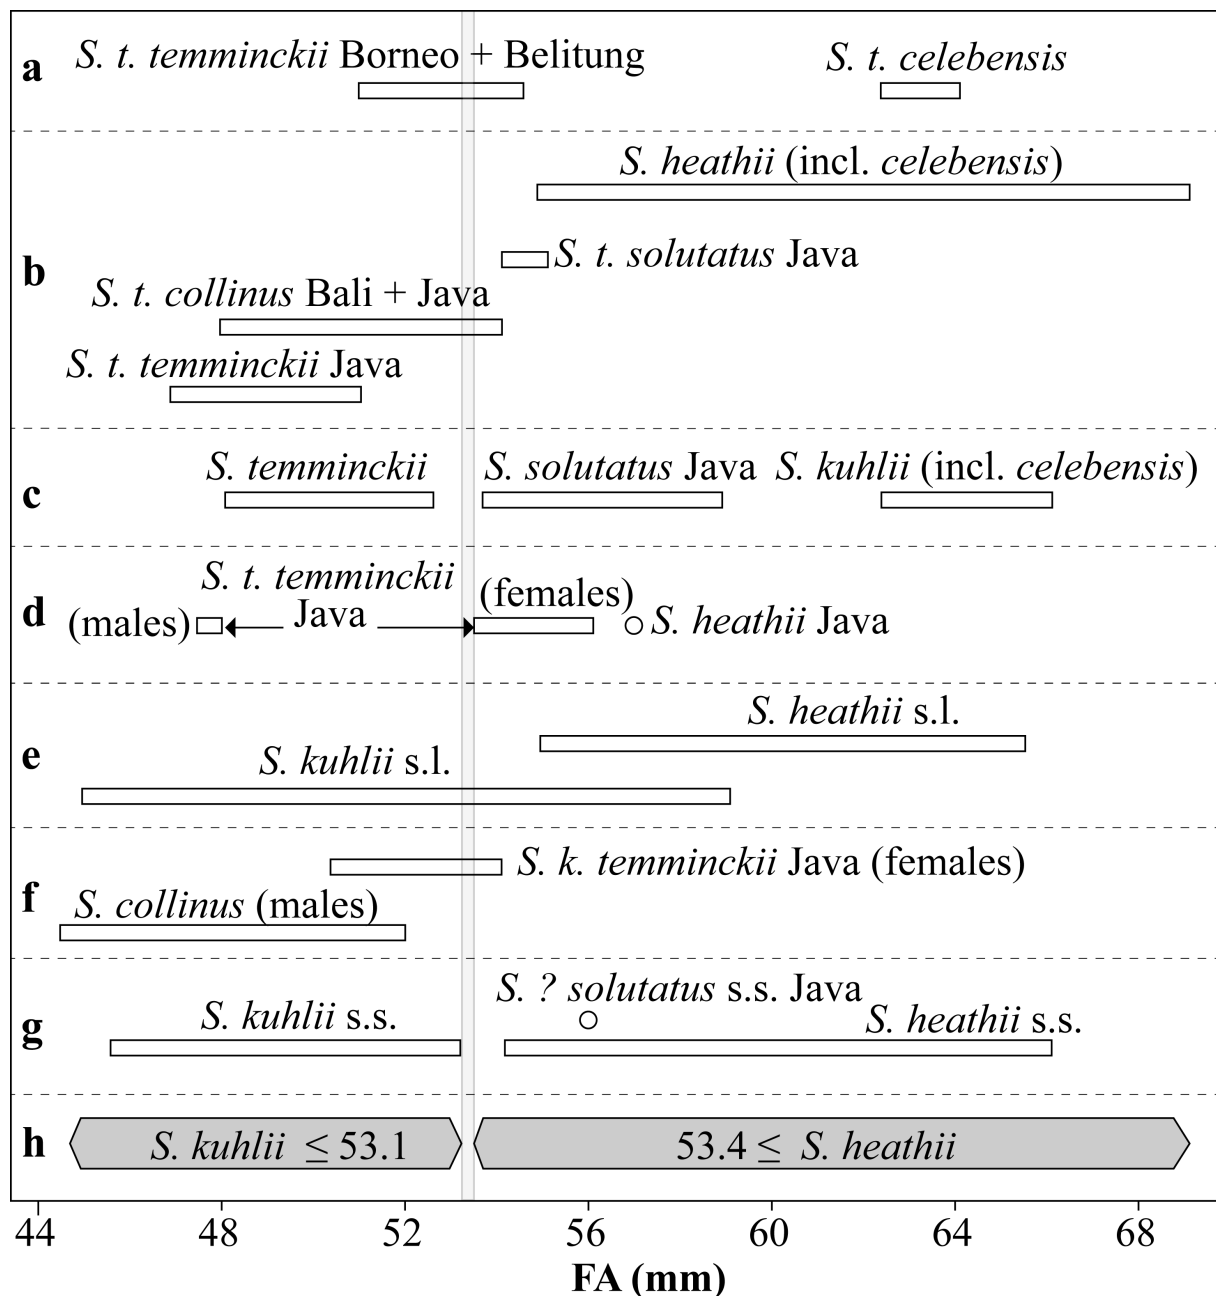 a
S. t. temminckii Borneo + Belitung
S. t. celebensis
b
S. heathii (incl. celebensis)
S. t. solutatus Java
S. t. collinus Bali + Java
S. t. temminckii Java
c
S. temminckii
S. solutatus Java
S. kuhlii (incl. celebensis)
d
S. t. temminckii
Java
(males)
(females)
S. heathii Java
e
S. heathii s.l.
S. kuhlii s.l.
f
S. k. temminckii Java (females)
S. collinus (males)
g
S. ? solutatus s.s. Java
S. kuhlii s.s.
S. heathii s.s.
h
S. kuhlii ≤ 53.1
53.4 ≤ S. heathii
44 48 52 56 60 64 68
FA (mm)